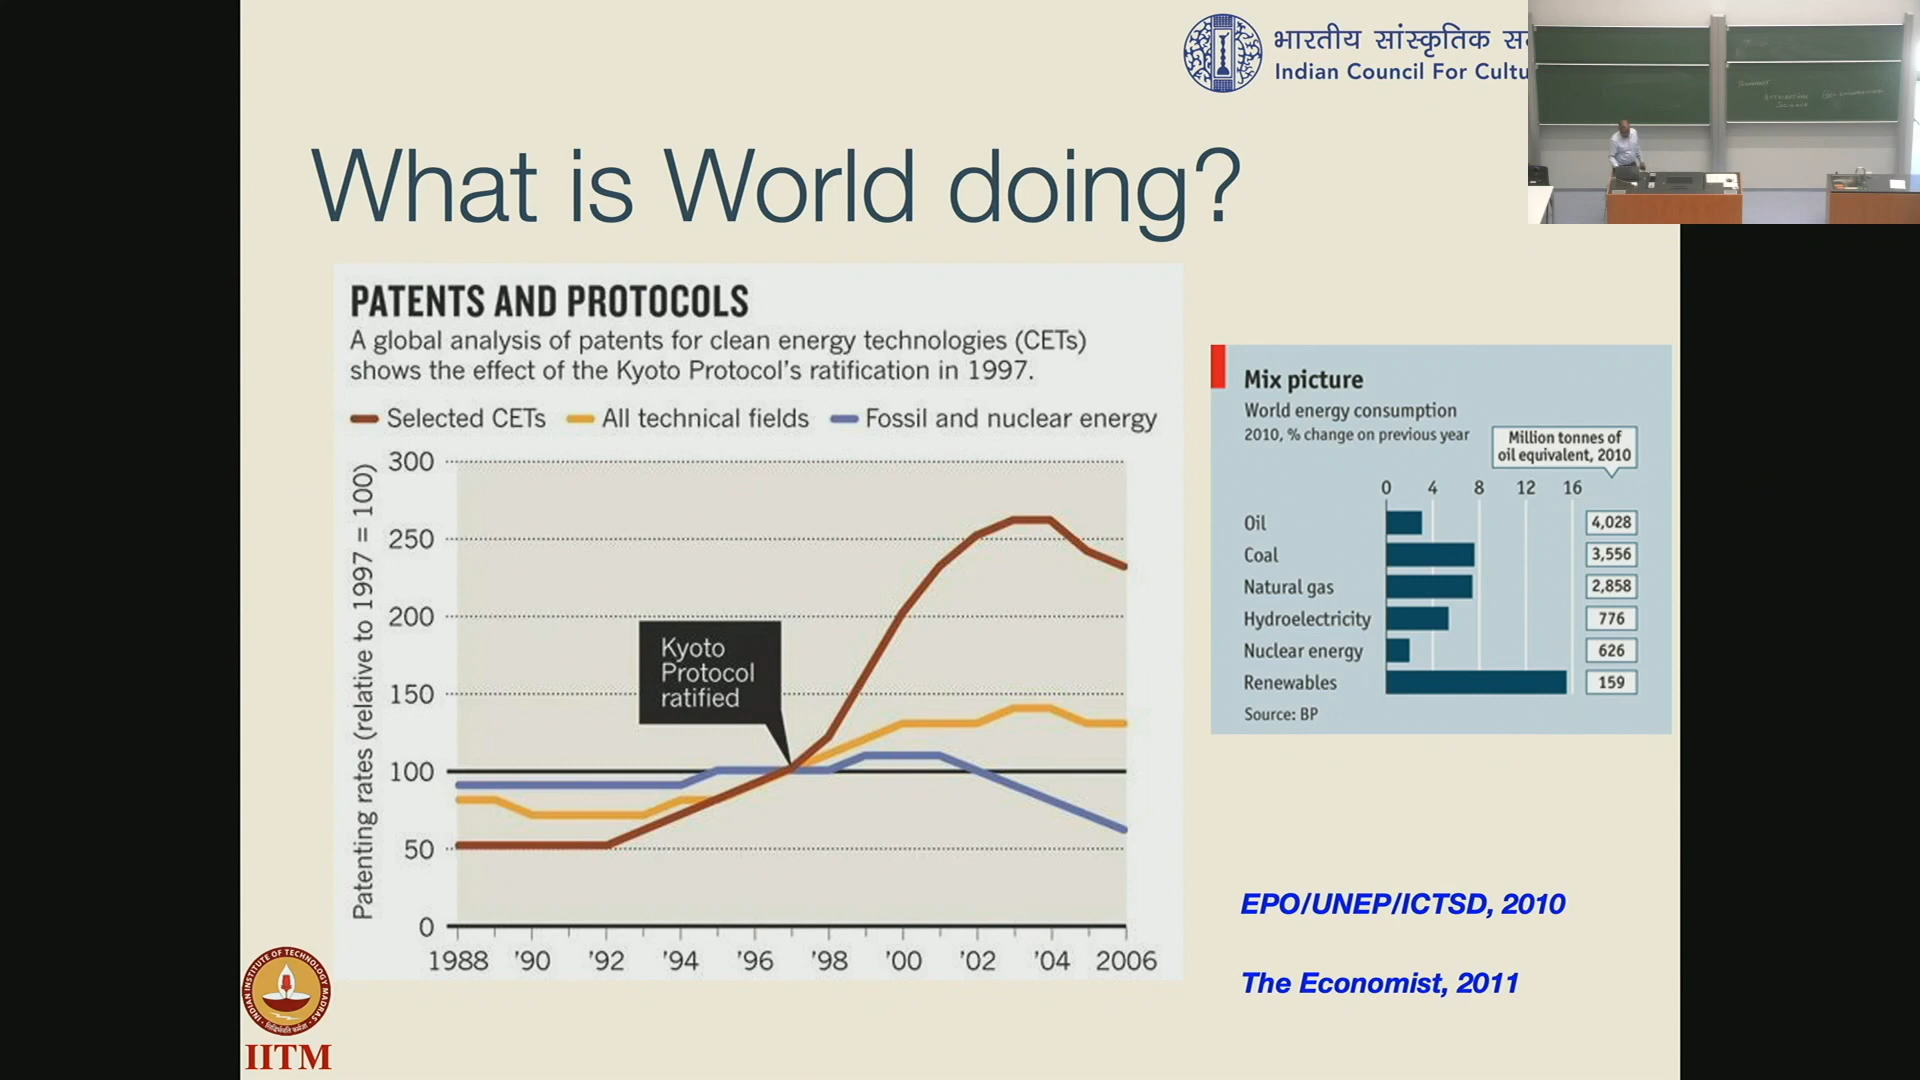 भारतीय सांस्कृतिक
Indian Council For
What is World doing?
PATENTS AND PROTOCOLS
A global analysis of patents for clean energy technologies (CETs)
shows the effect of the Kyoto Protocol's ratification in 1997.
Selected CETs All technical fields Fossil and nuclear energy
Patenting rates (relative to 1997 = 100)
300
250
200
150
100
50
0
Kyoto
Protocol
ratified
1988 '90 '92 '94 '96 '98 '00 '02 '04 2006
Mix picture
World energy consumption
2010, % change on previous year
Million tonnes of
oil equivalent, 2010
0 4 8 12 16
Oil 4,028
Coal 3,556
Natural gas 2,858
Hydroelectricity 776
Nuclear energy 626
Renewables 159
Source: BP
EPO/UNEP/ICTSD, 2010
The Economist, 2011
INDIAN INSTITUTE OF TECHNOLOGY MADRAS
IITM